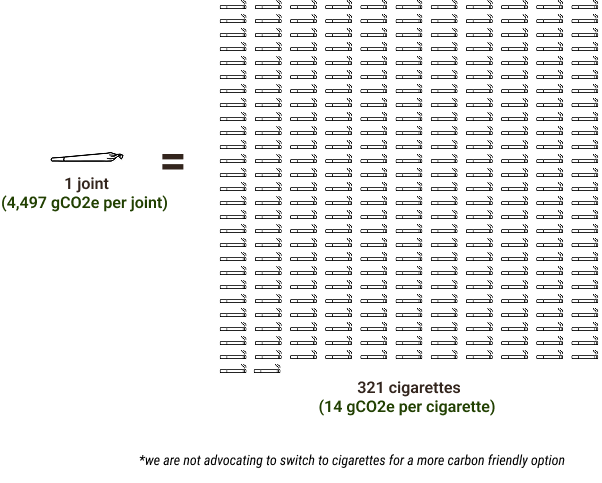 1 joint
(4,497 gCO2e per joint)
=
321 cigarettes
(14 gCO2e per cigarette)
*we are not advocating to switch to cigarettes for a more carbon friendly option